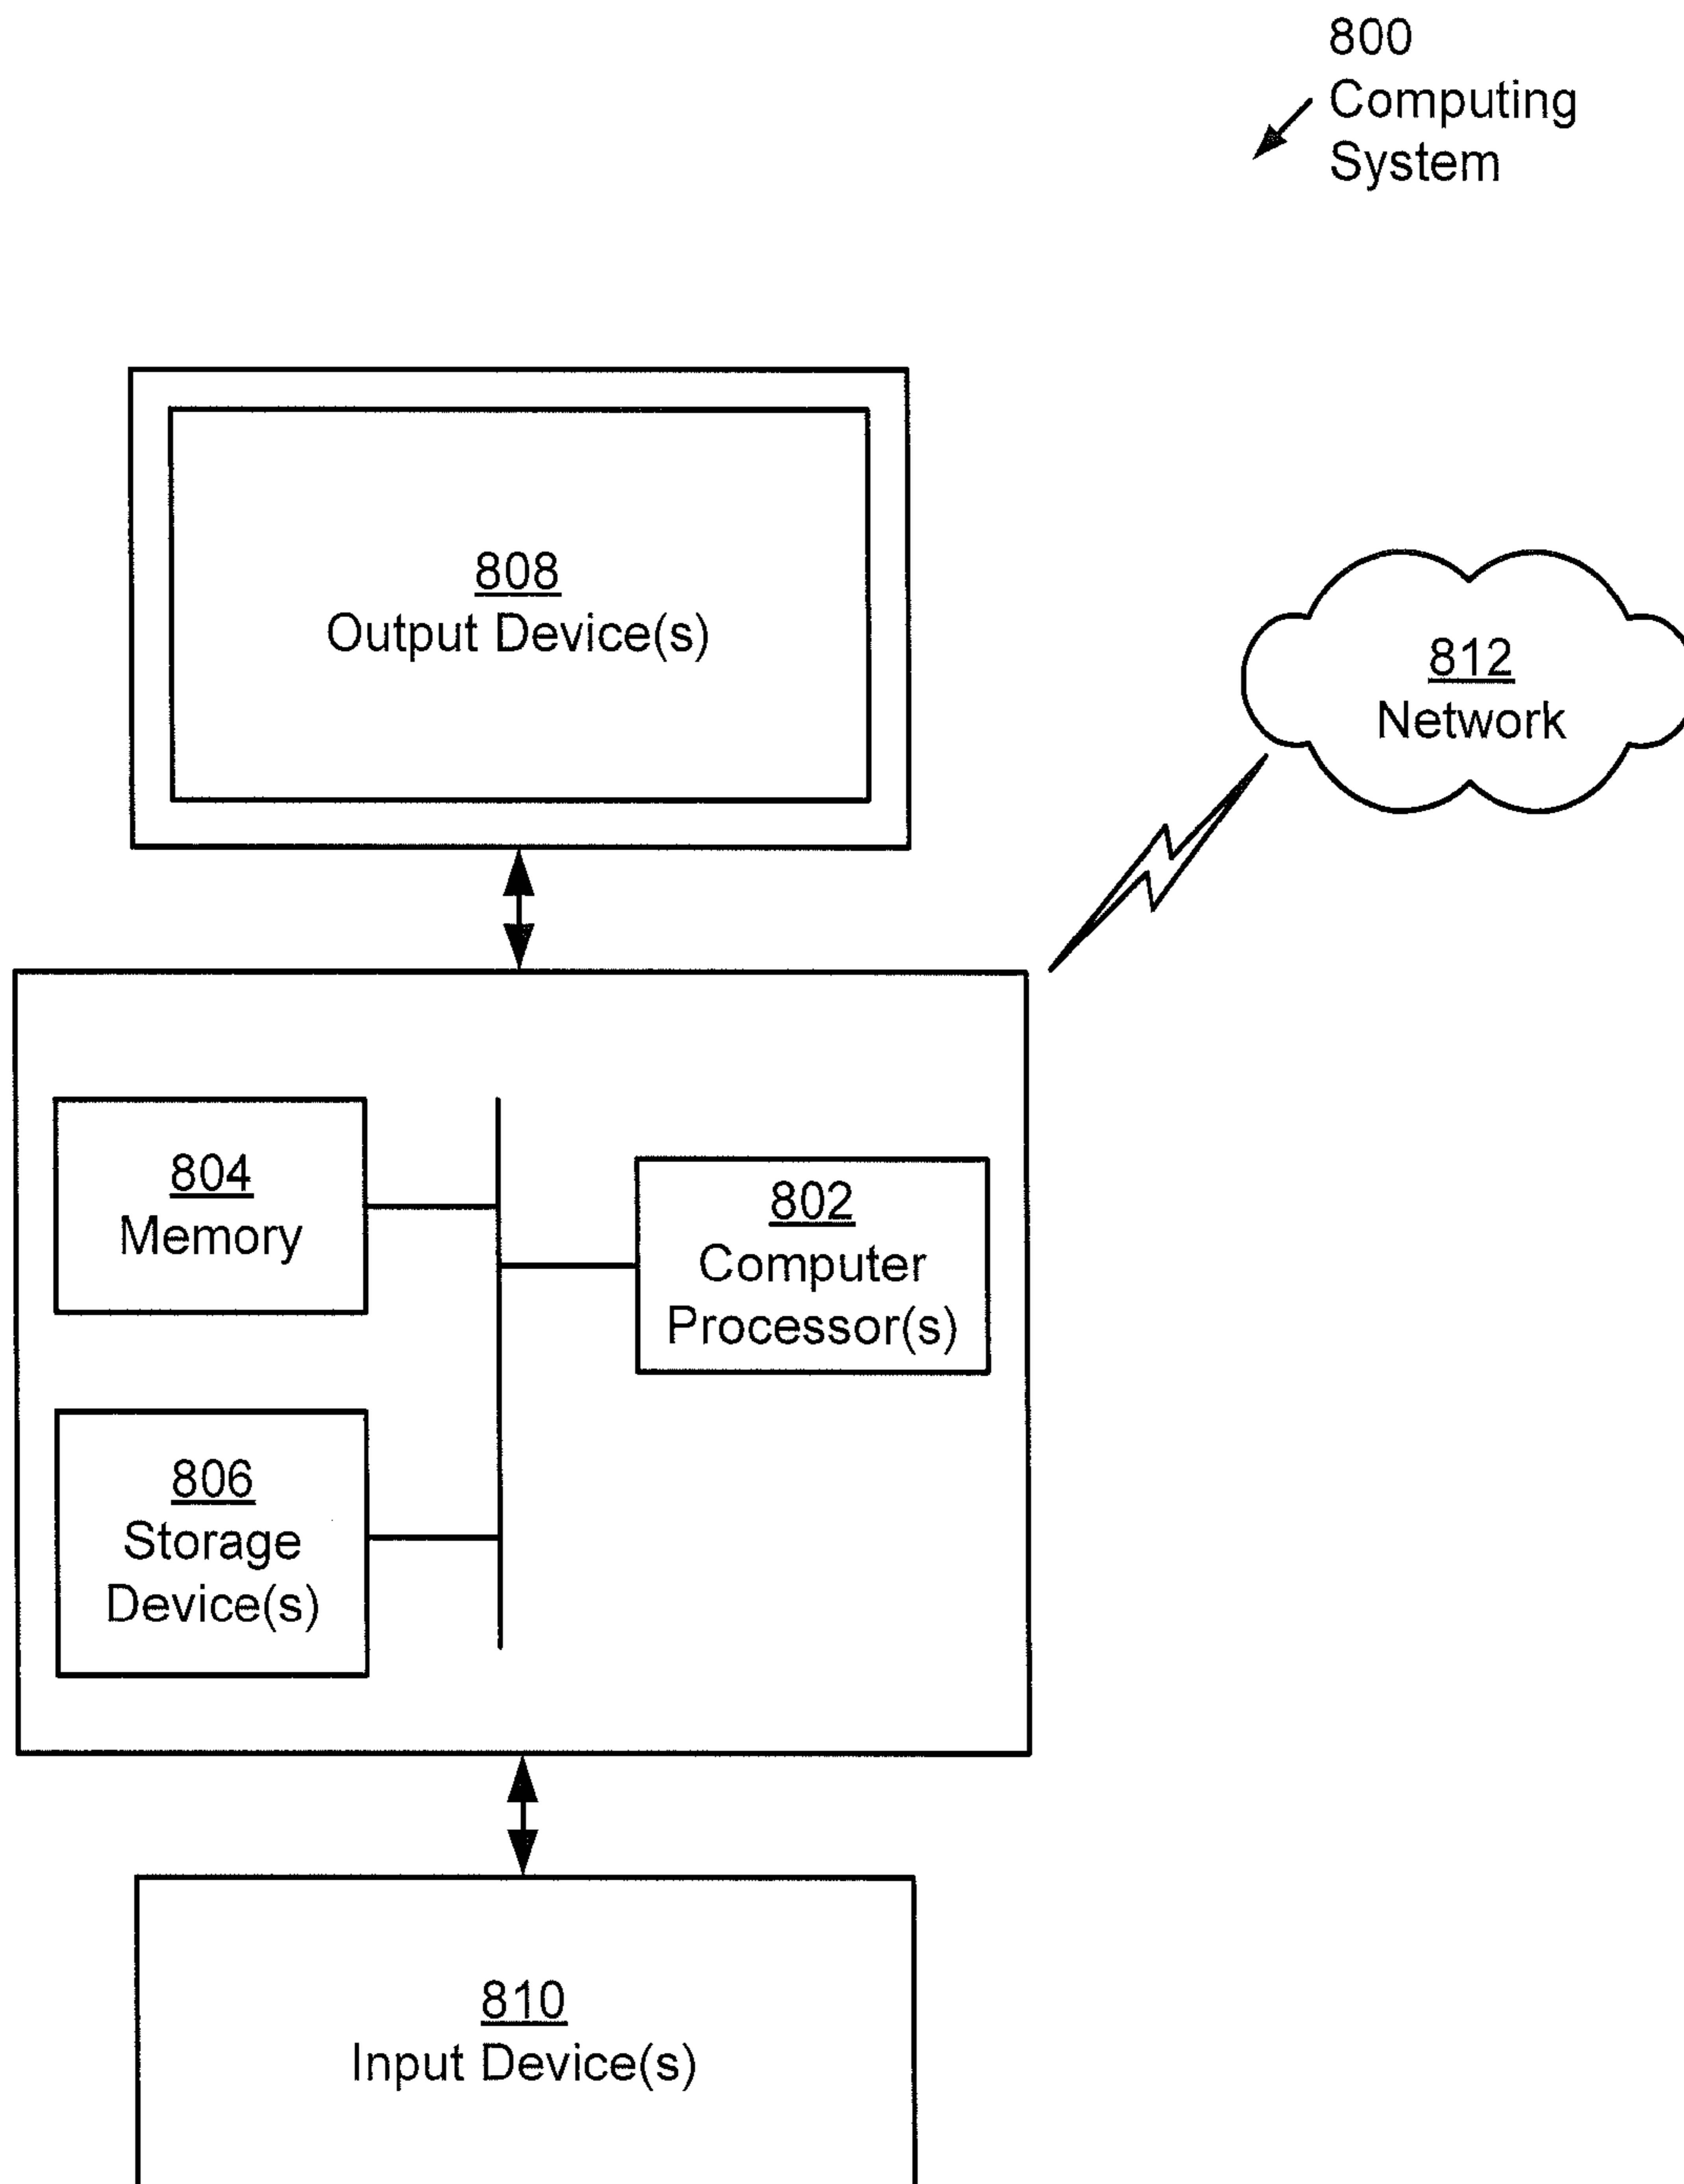 800
Computing
System
808
Output Device(s)
812
Network
804
Memory
802
Computer
Processor(s)
806
Storage
Device(s)
810
Input Device(s)